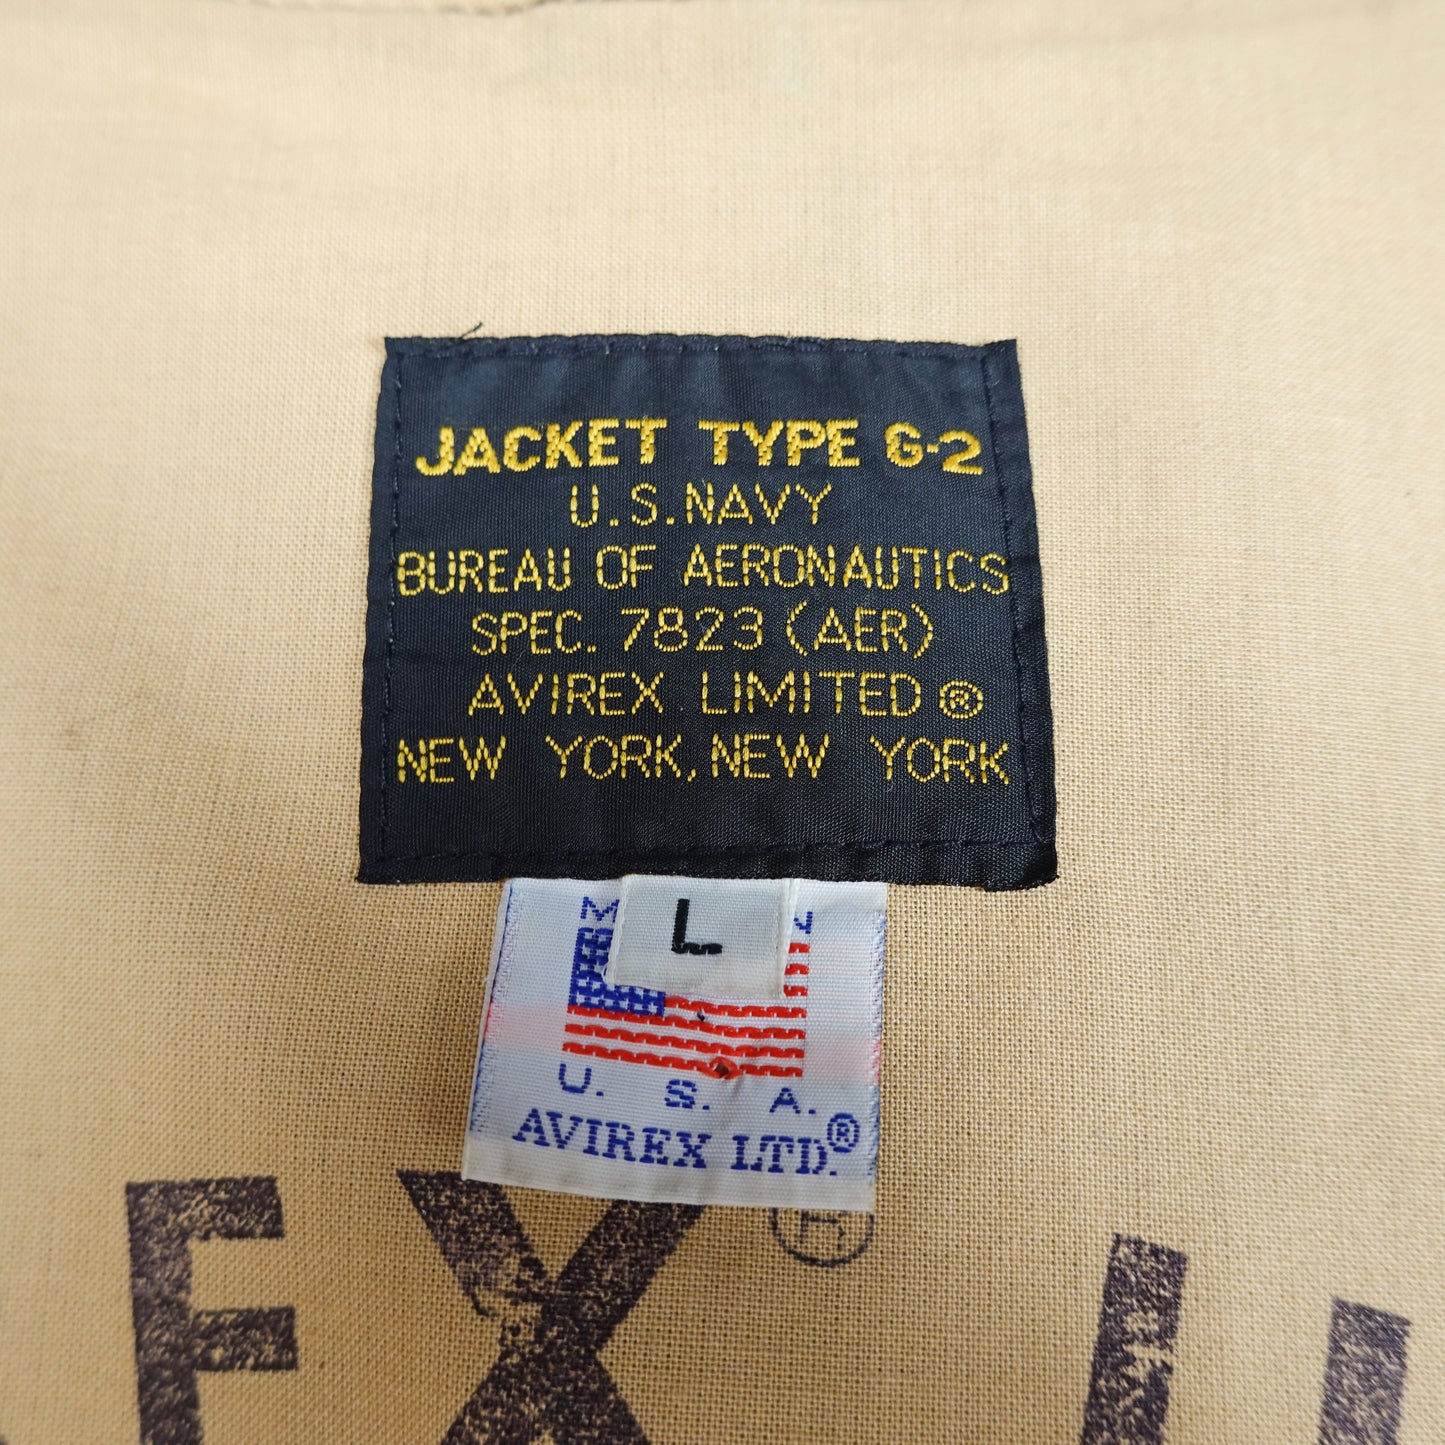 JACKET TYPE G-2
U.S. NAVY
BUREAU OF AERONAUTICS
SPEC. 7823 (AER)
AVIREX LIMITED ®
NEW YORK, NEW YORK
L
U. S. A.
AVIREX LTD.®
EX ®